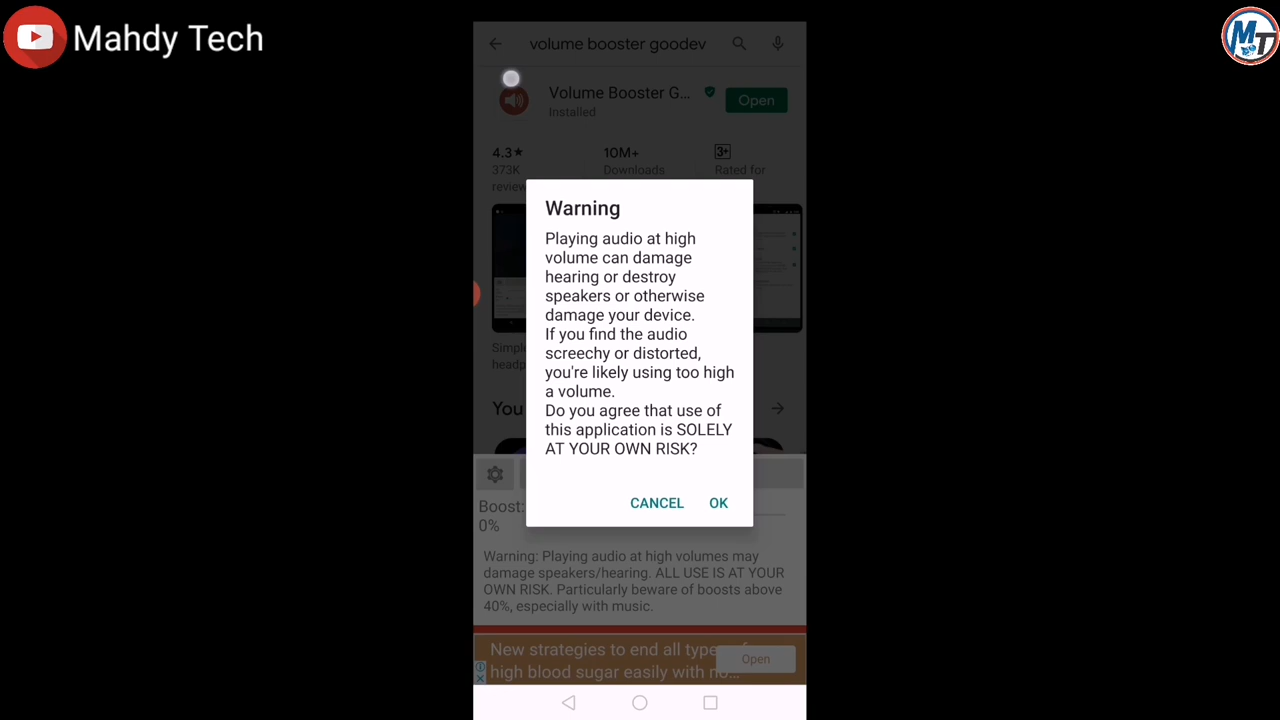 Mahdy Tech
MT
volume booster goodev
Volume Booster G...
Installed
Open
4.3★
10M+
3+
373K
Downloads
Rated for
Warning
Playing audio at high
volume can damage
hearing or destroy
speakers or otherwise
damage your device.
If you find the audio
screechy or distorted,
you're likely using too high
a volume.
Do you agree that use of
this application is SOLELY
AT YOUR OWN RISK?
CANCEL
OK
You
Boost:
0%
Warning: Playing audio at high volumes may
damage speakers/hearing. ALL USE IS AT YOUR
OWN RISK. Particularly beware of boosts above
40%, especially with music.
New strategies to end all
high blood sugar easily with
Open